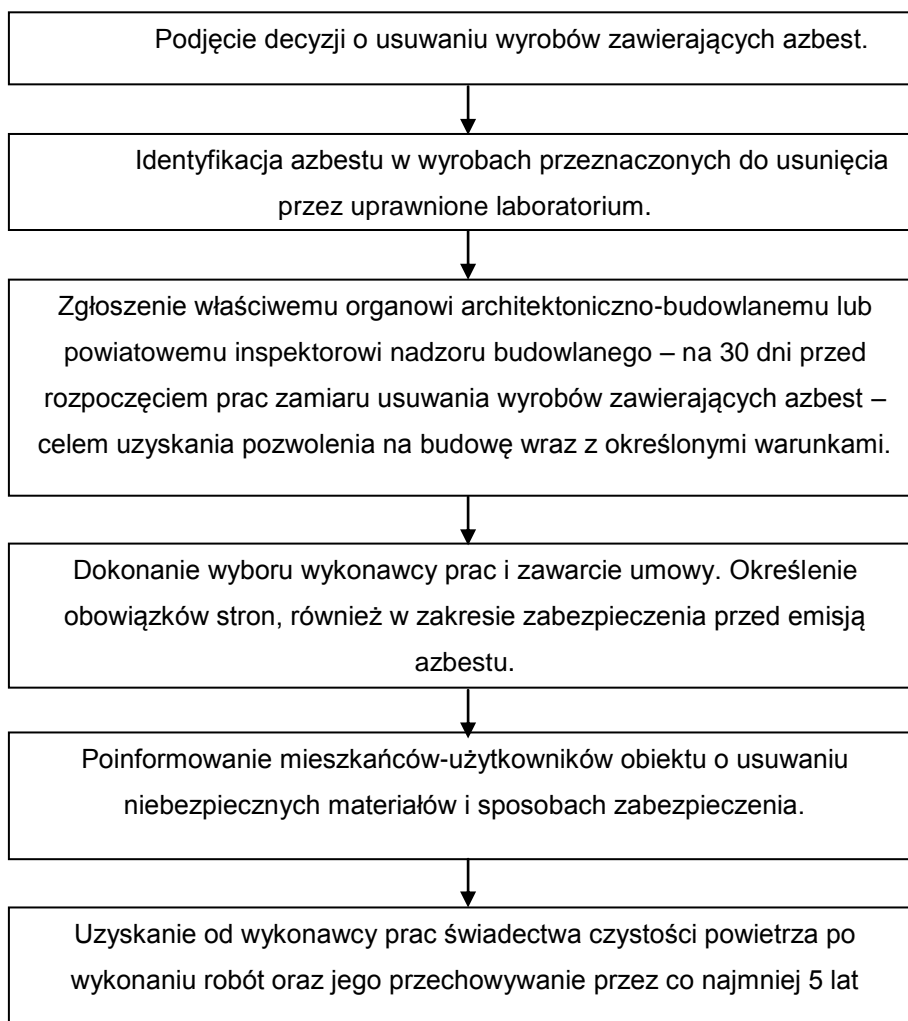 Podjęcie decyzji o usuwaniu wyrobów zawierających azbest.
Identyfikacja azbestu w wyrobach przeznaczonych do usunięcia
przez uprawnione laboratorium.
Zgłoszenie właściwemu organowi architektoniczno-budowlanemu lub
powiatowemu inspektorowi nadzoru budowlanego – na 30 dni przed
rozpoczęciem prac zamiaru usuwania wyrobów zawierających azbest –
celem uzyskania pozwolenia na budowę wraz z określonymi warunkami.
Dokonanie wyboru wykonawcy prac i zawarcie umowy. Określenie
obowiązków stron, również w zakresie zabezpieczenia przed emisją
azbestu.
Poinformowanie mieszkańców-użytkowników obiektu o usuwaniu
niebezpiecznych materiałów i sposobach zabezpieczenia.
Uzyskanie od wykonawcy prac świadectwa czystości powietrza po
wykonaniu robót oraz jego przechowywanie przez co najmniej 5 lat